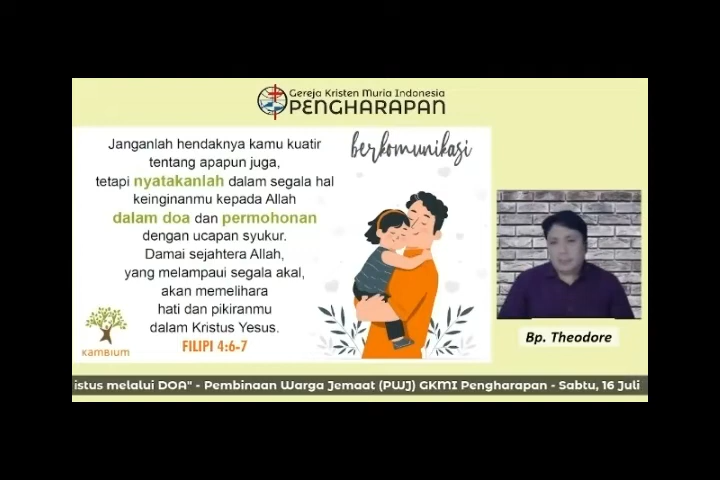 Gereja Kristen Muria Indonesia
PENGHARAPAN
berkomunikasi
Janganlah hendaknya kamu kuatir
tentang apapun juga,
tetapi nyatakanlah dalam segala hal
keinginanmu kepada Allah
dalam doa dan permohonan
dengan ucapan syukur.
Damai sejahtera Allah,
yang melampaui segala akal,
akan memelihara
hati dan pikiranmu
dalam Kristus Yesus.
FILIPI 4:6-7
KAMBIUM
Bp. Theodore
istus melalui DOA" - Pembinaan Warga Jemaat (PWJ) GKMI Pengharapan - Sabtu, 16 Juli